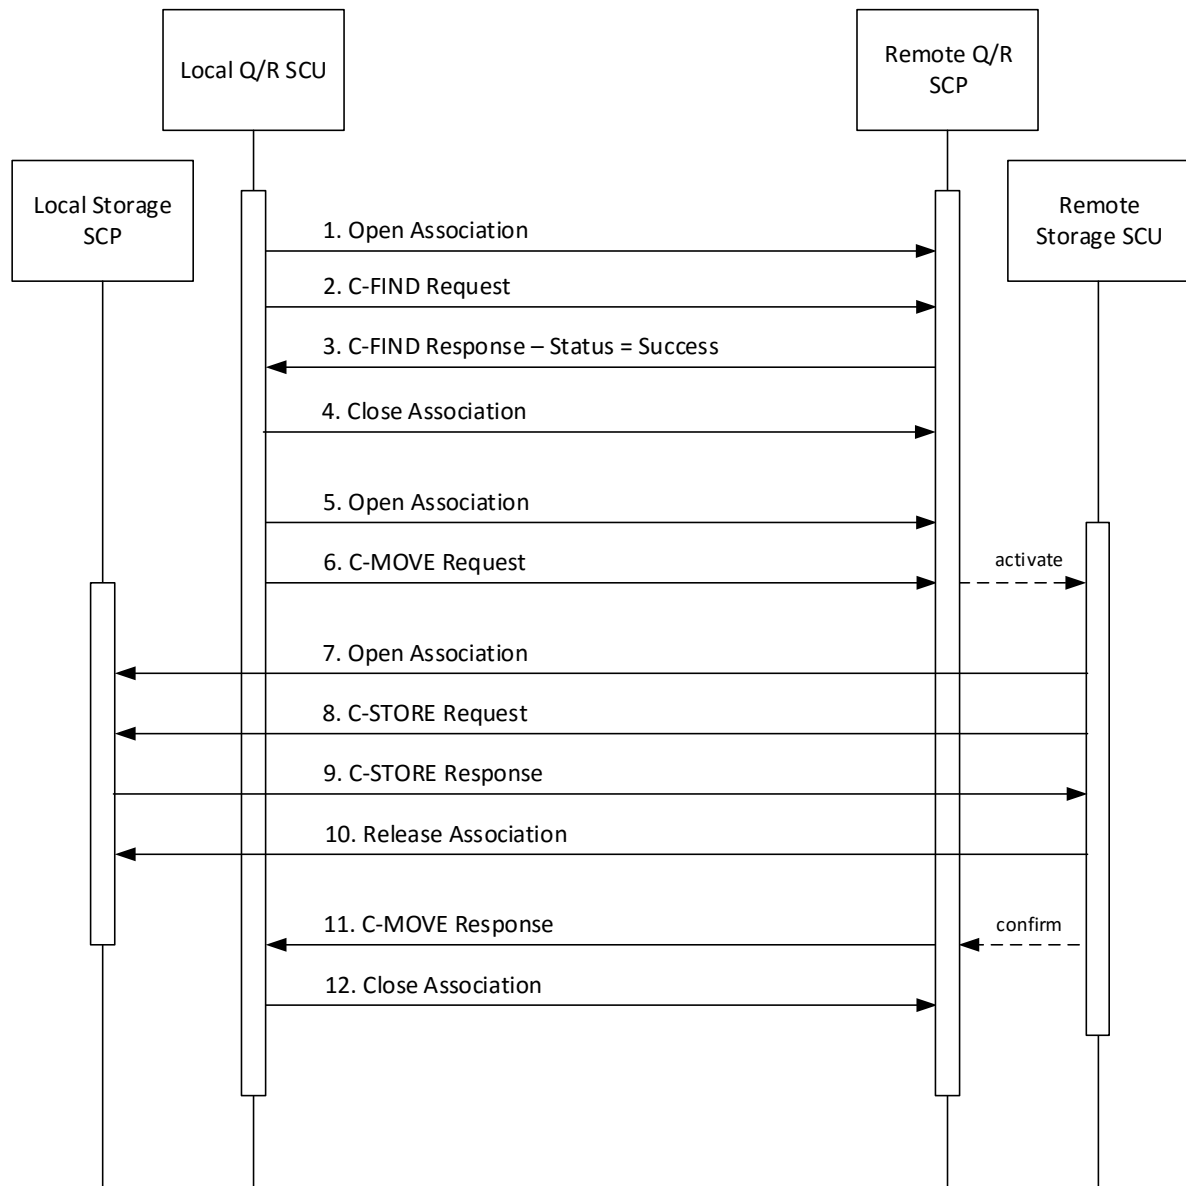 Local Q/R SCU
Remote Q/R
SCP
Local Storage
SCP
Remote
Storage SCU
1. Open Association
2. C-FIND Request
3. C-FIND Response – Status = Success
4. Close Association
5. Open Association
6. C-MOVE Request
activate
7. Open Association
8. C-STORE Request
9. C-STORE Response
10. Release Association
11. C-MOVE Response
confirm
12. Close Association